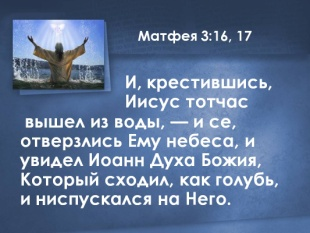 Матфея 3:16, 17
И, крестившись,
Иисус тотчас
вышел из воды, — и се,
отверзлись Ему небеса, и
увидел Иоанн Духа Божия,
Который сходил, как голубь,
и ниспускался на Него.